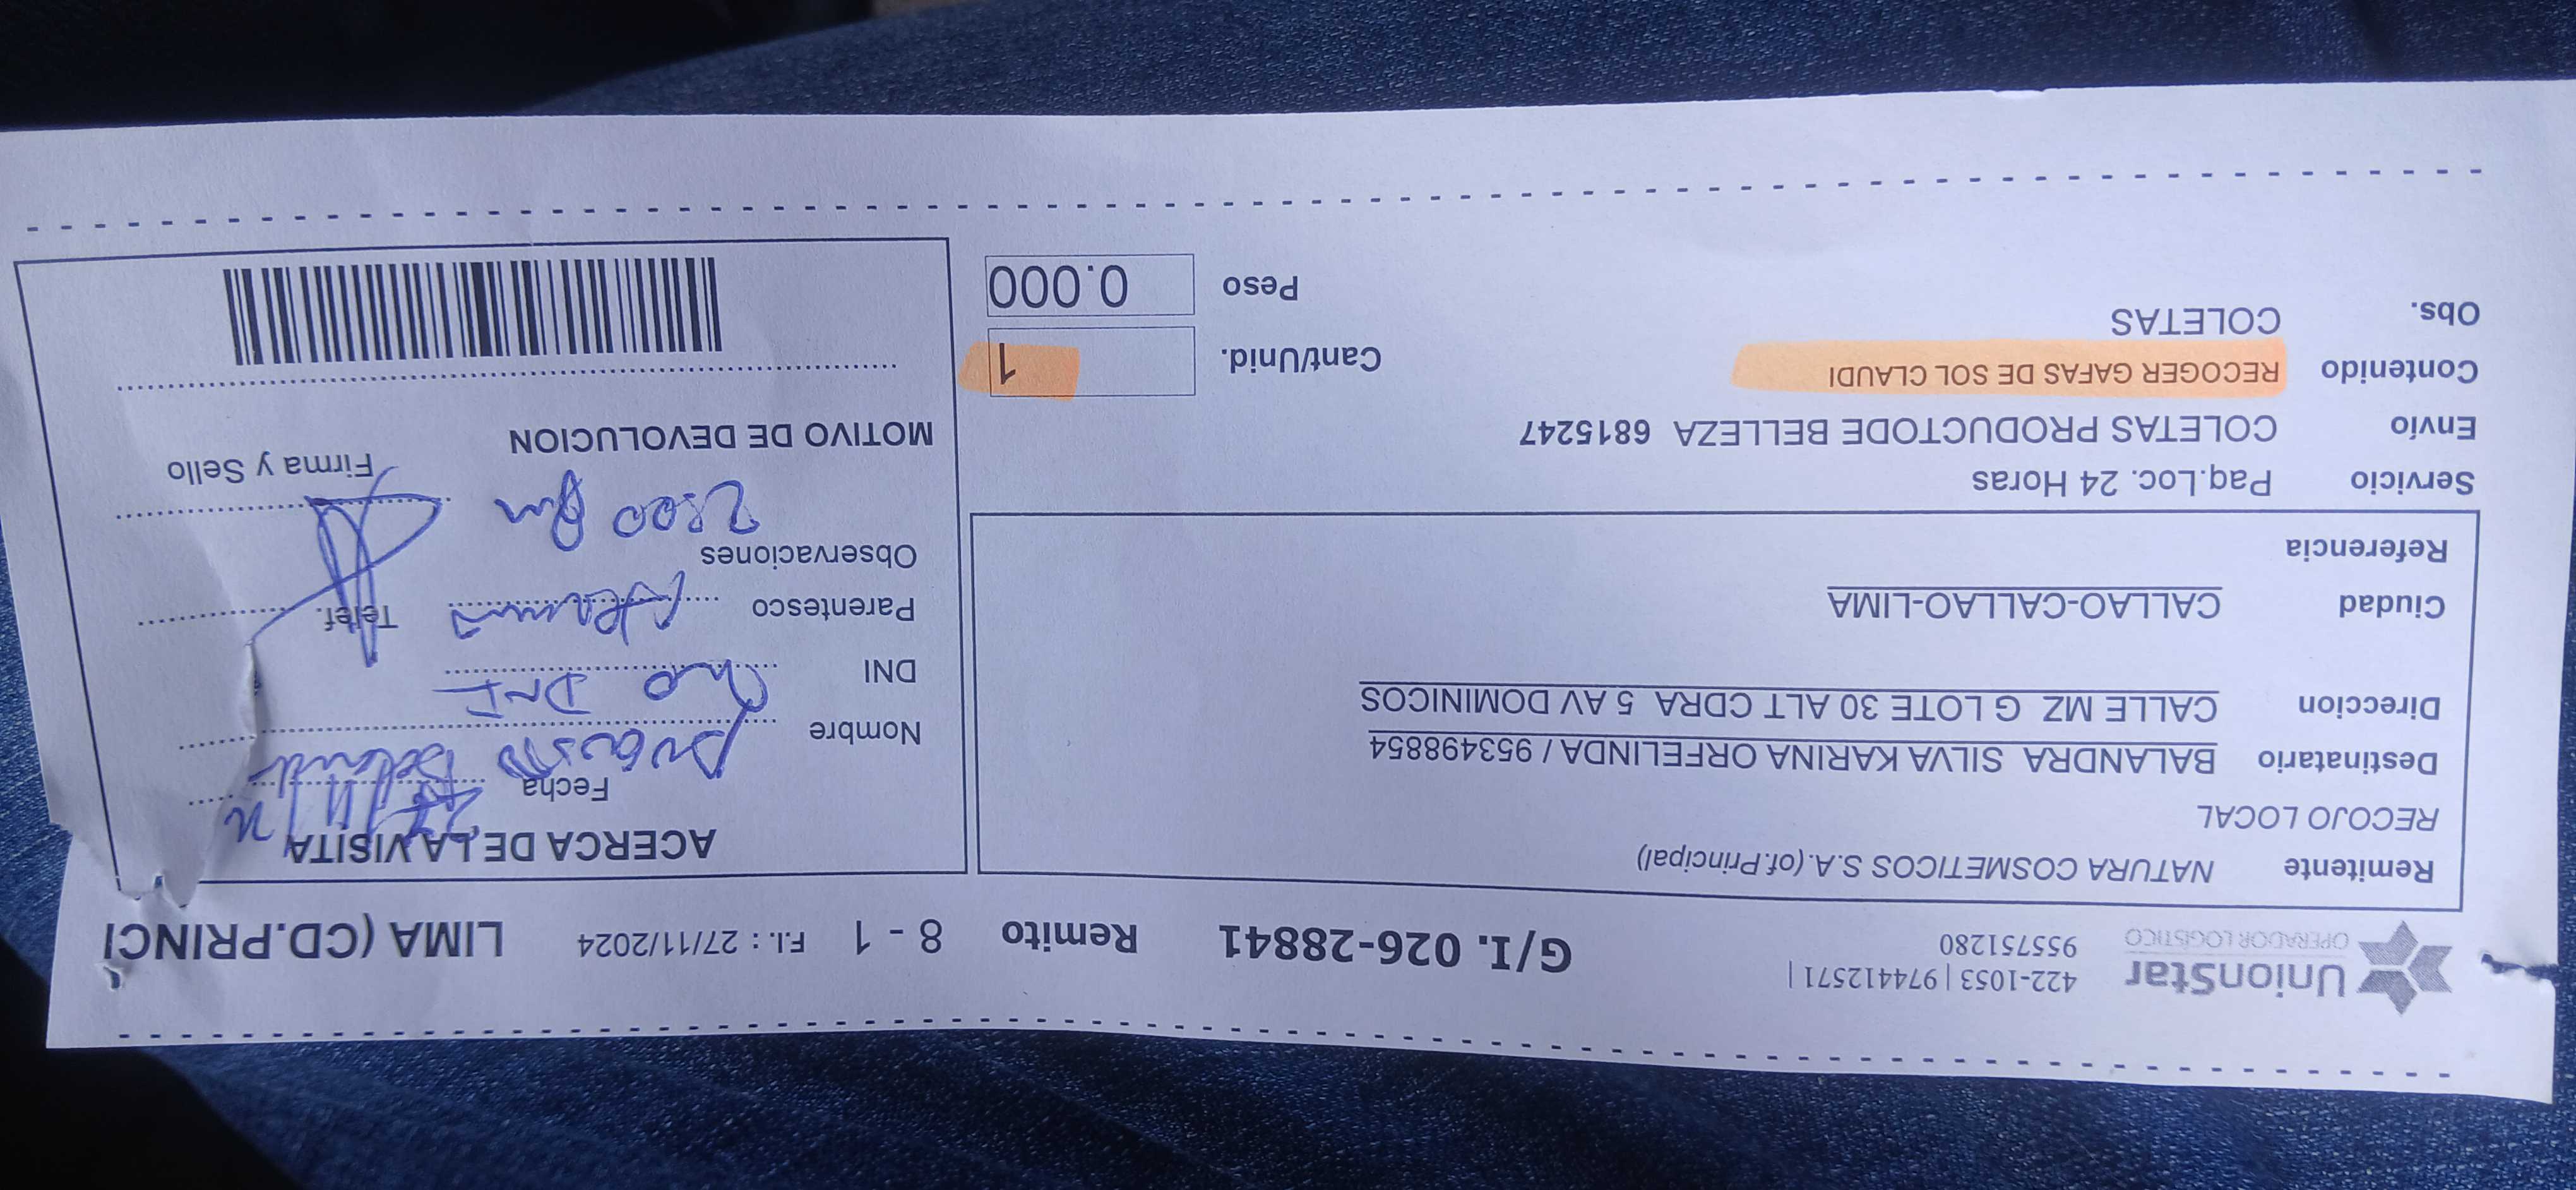 UnionStar
OPERADOR LOGISTICO
422-1053 | 974412571 |
955751280
G/I. 026-28841
Remito 8 - 1 F.I. : 27/11/2024 LIMA (CD.PRINCI
Remitente NATURA COSMETICOS S.A.(of.Principal)
RECOJO LOCAL
Destinatario BALANDRA SILVA KARINA ORFELINDA / 953498854
Direccion CALLE MZ G LOTE 30 ALT CDRA 5 AV DOMINICOS
Ciudad CALLAO-CALLAO-LIMA
Referencia
Servicio Paq.Loc. 24 Horas
Envío COLETAS PRODUCTODE BELLEZA 6815247
Contenido RECOGER GAFAS DE SOL CLAUDI
Obs. COLETAS
Cant/Unid. 1
Peso 0.000
ACERCA DE LA VISITA
Fecha 27/11/
Nombre
DNI
Parentesco
Telef.
Observaciones
Firma y Sello
MOTIVO DE DEVOLUCION